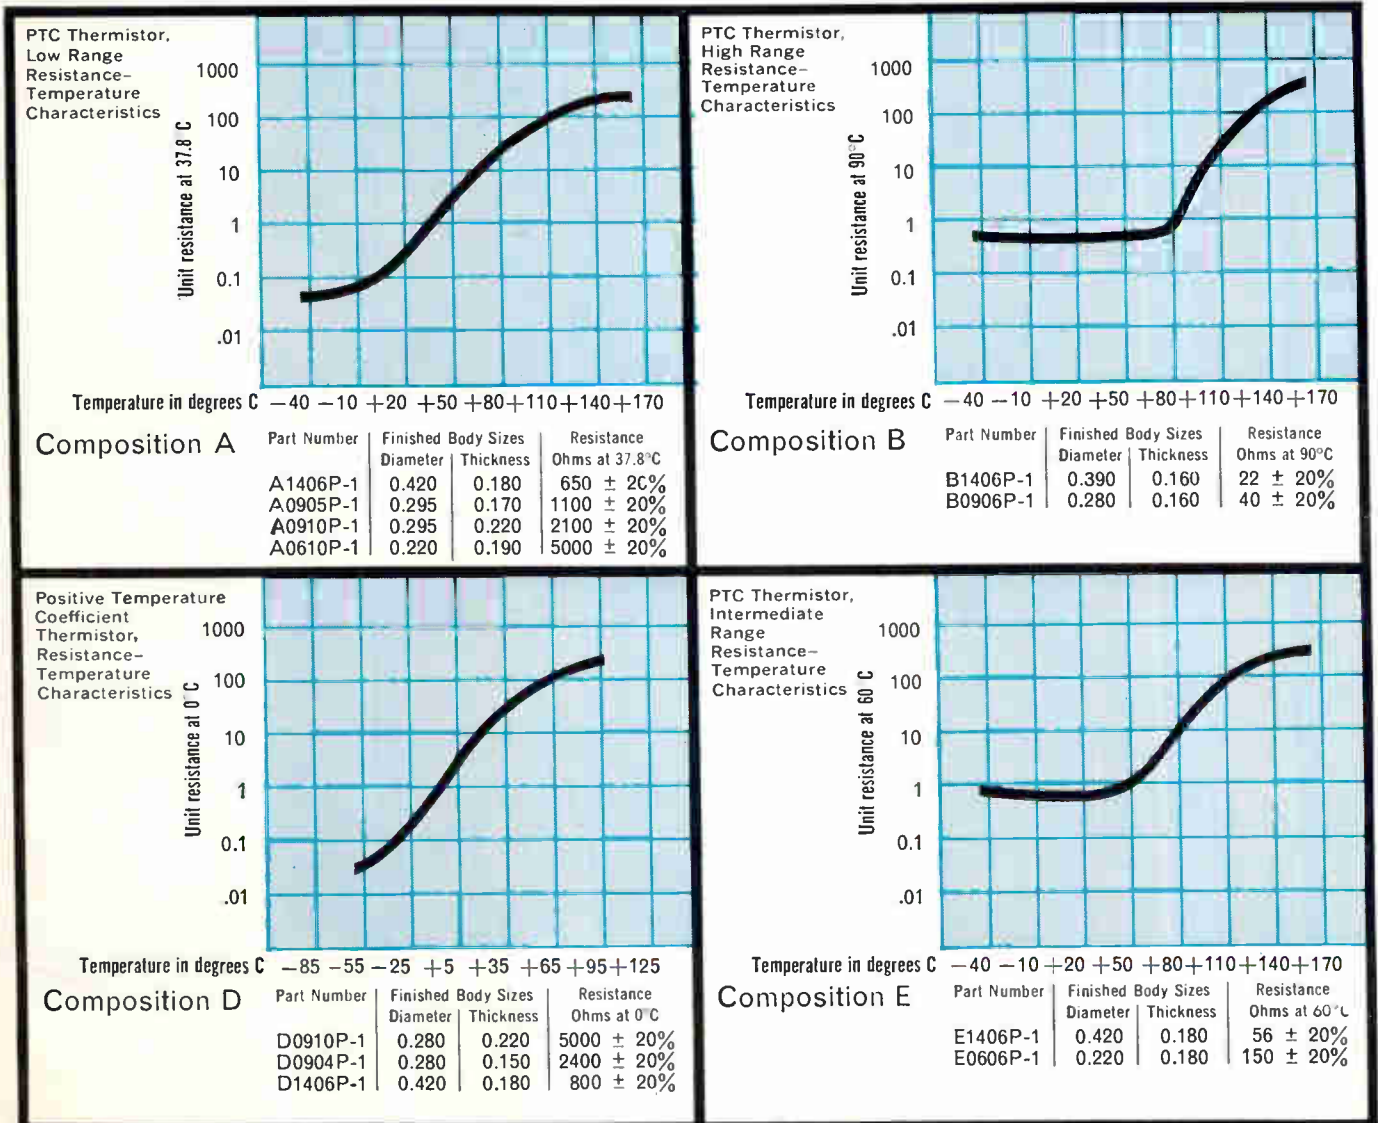 PTC Thermistor,
Low Range
Resistance–
Temperature
Characteristics
Unit resistance at 37.8 C
1000
100
10
1
0.1
.01
Temperature in degrees C −40 −10 +20 +50 +80 +110 +140 +170
Composition A
Part Number Finished Body Sizes Resistance
Diameter Thickness Ohms at 37.8°C
A1406P-1 0.420 0.180 650 ± 20%
A0905P-1 0.295 0.170 1100 ± 20%
A0910P-1 0.295 0.220 2100 ± 20%
A0610P-1 0.220 0.190 5000 ± 20%
PTC Thermistor,
High Range
Resistance–
Temperature
Characteristics
Unit resistance at 90°C
1000
100
10
1
0.1
.01
Temperature in degrees C −40 −10 +20 +50 +80 +110 +140 +170
Composition B
Part Number Finished Body Sizes Resistance
Diameter Thickness Ohms at 90°C
B1406P-1 0.390 0.160 22 ± 20%
B0906P-1 0.280 0.160 40 ± 20%
Positive Temperature
Coefficient
Thermistor,
Resistance–
Temperature
Characteristics
Unit resistance at 0°C
1000
100
10
1
0.1
.01
Temperature in degrees C −85 −55 −25 +5 +35 +65 +95 +125
Composition D
Part Number Finished Body Sizes Resistance
Diameter Thickness Ohms at 0°C
D0910P-1 0.280 0.220 5000 ± 20%
D0904P-1 0.280 0.150 2400 ± 20%
D1406P-1 0.420 0.180 800 ± 20%
PTC Thermistor,
Intermediate
Range
Resistance–
Temperature
Characteristics
Unit resistance at 60 C
1000
100
10
1
0.1
.01
Temperature in degrees C −40 −10 +20 +50 +80 +110 +140 +170
Composition E
Part Number Finished Body Sizes Resistance
Diameter Thickness Ohms at 60°C
E1406P-1 0.420 0.180 56 ± 20%
E0606P-1 0.220 0.180 150 ± 20%